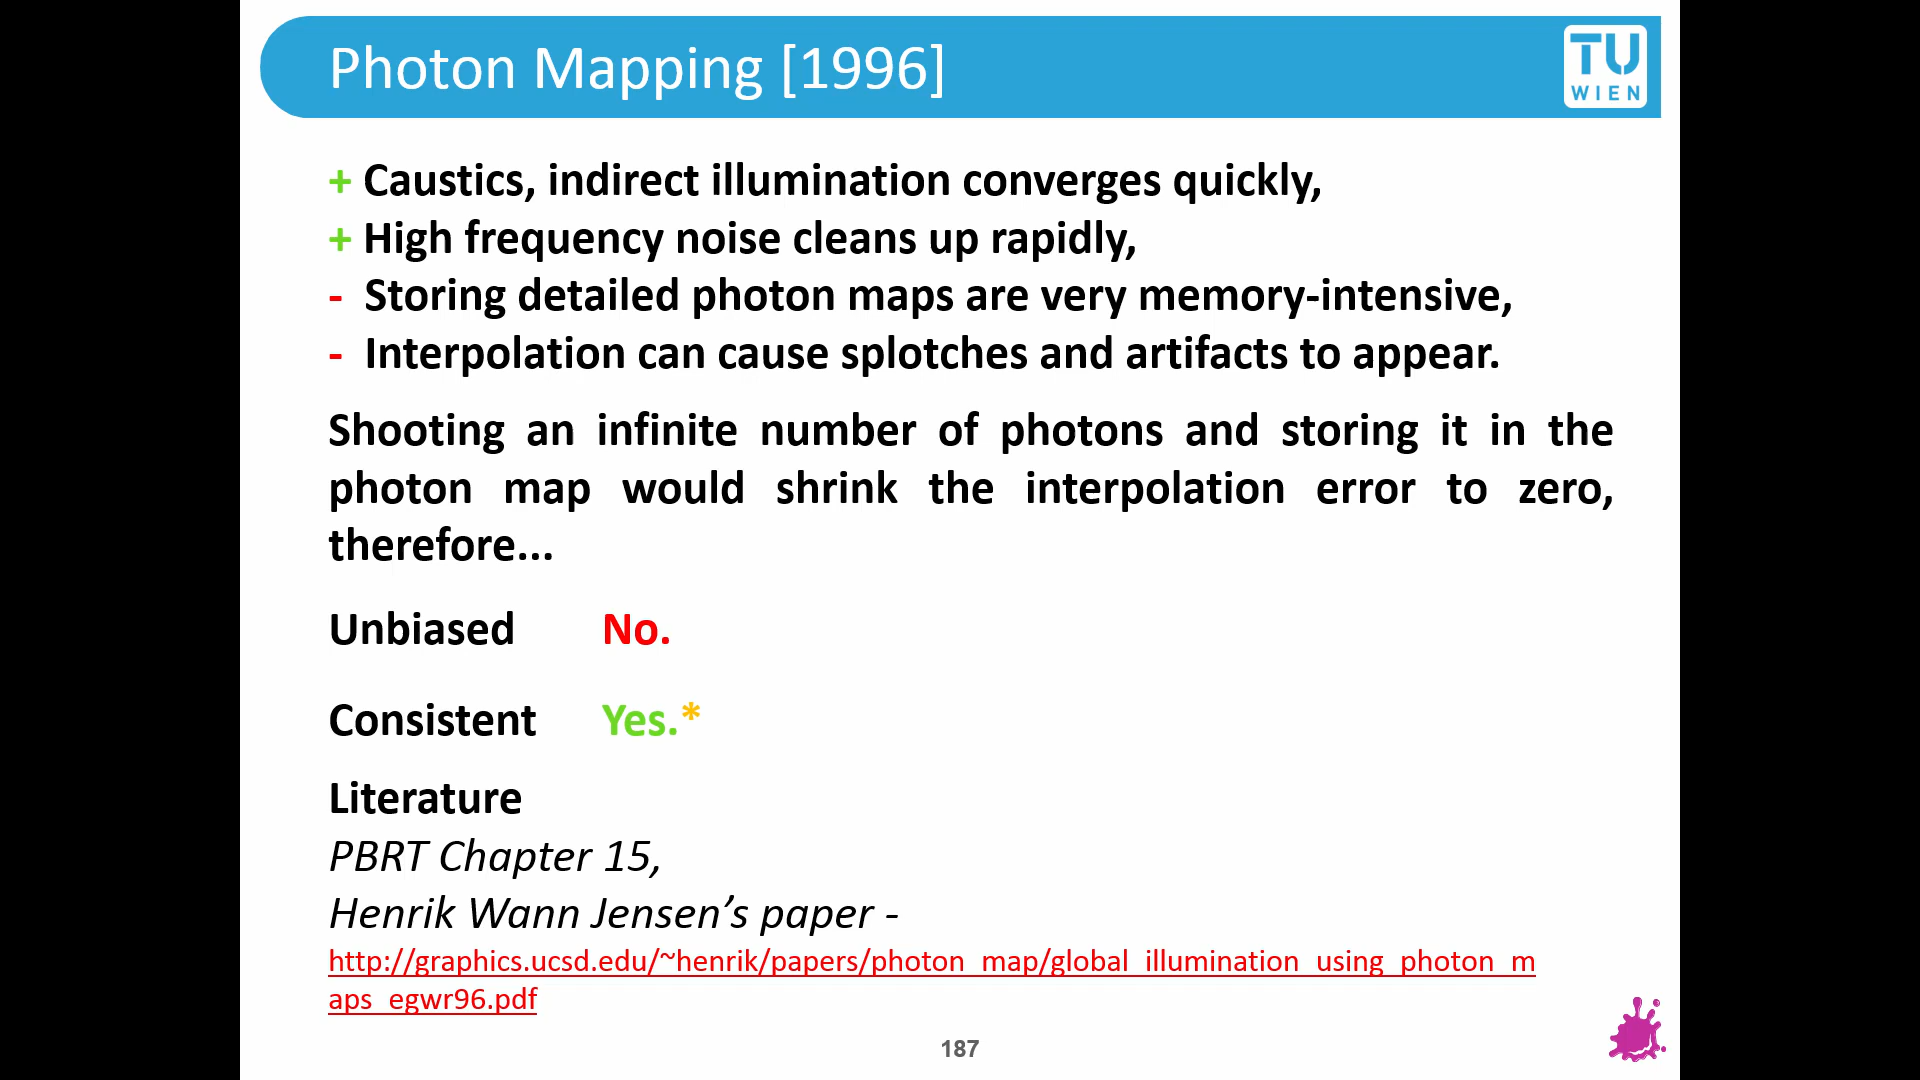 Photon Mapping [1996]
TU
WIEN
+ Caustics, indirect illumination converges quickly,
+ High frequency noise cleans up rapidly,
- Storing detailed photon maps are very memory-intensive,
- Interpolation can cause splotches and artifacts to appear.
Shooting an infinite number of photons and storing it in the
photon map would shrink the interpolation error to zero,
therefore...
Unbiased No.
Consistent Yes.*
Literature
PBRT Chapter 15,
Henrik Wann Jensen’s paper -
http://graphics.ucsd.edu/~henrik/papers/photon_map/global_illumination_using_photon_m
aps_egwr96.pdf
187